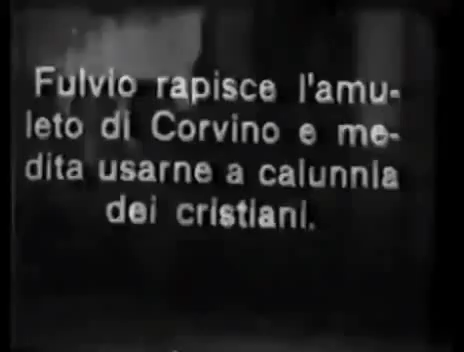 Fulvio rapisce l'amu-
leto di Corvino e me-
dita usarne a calunnia
dei cristiani.